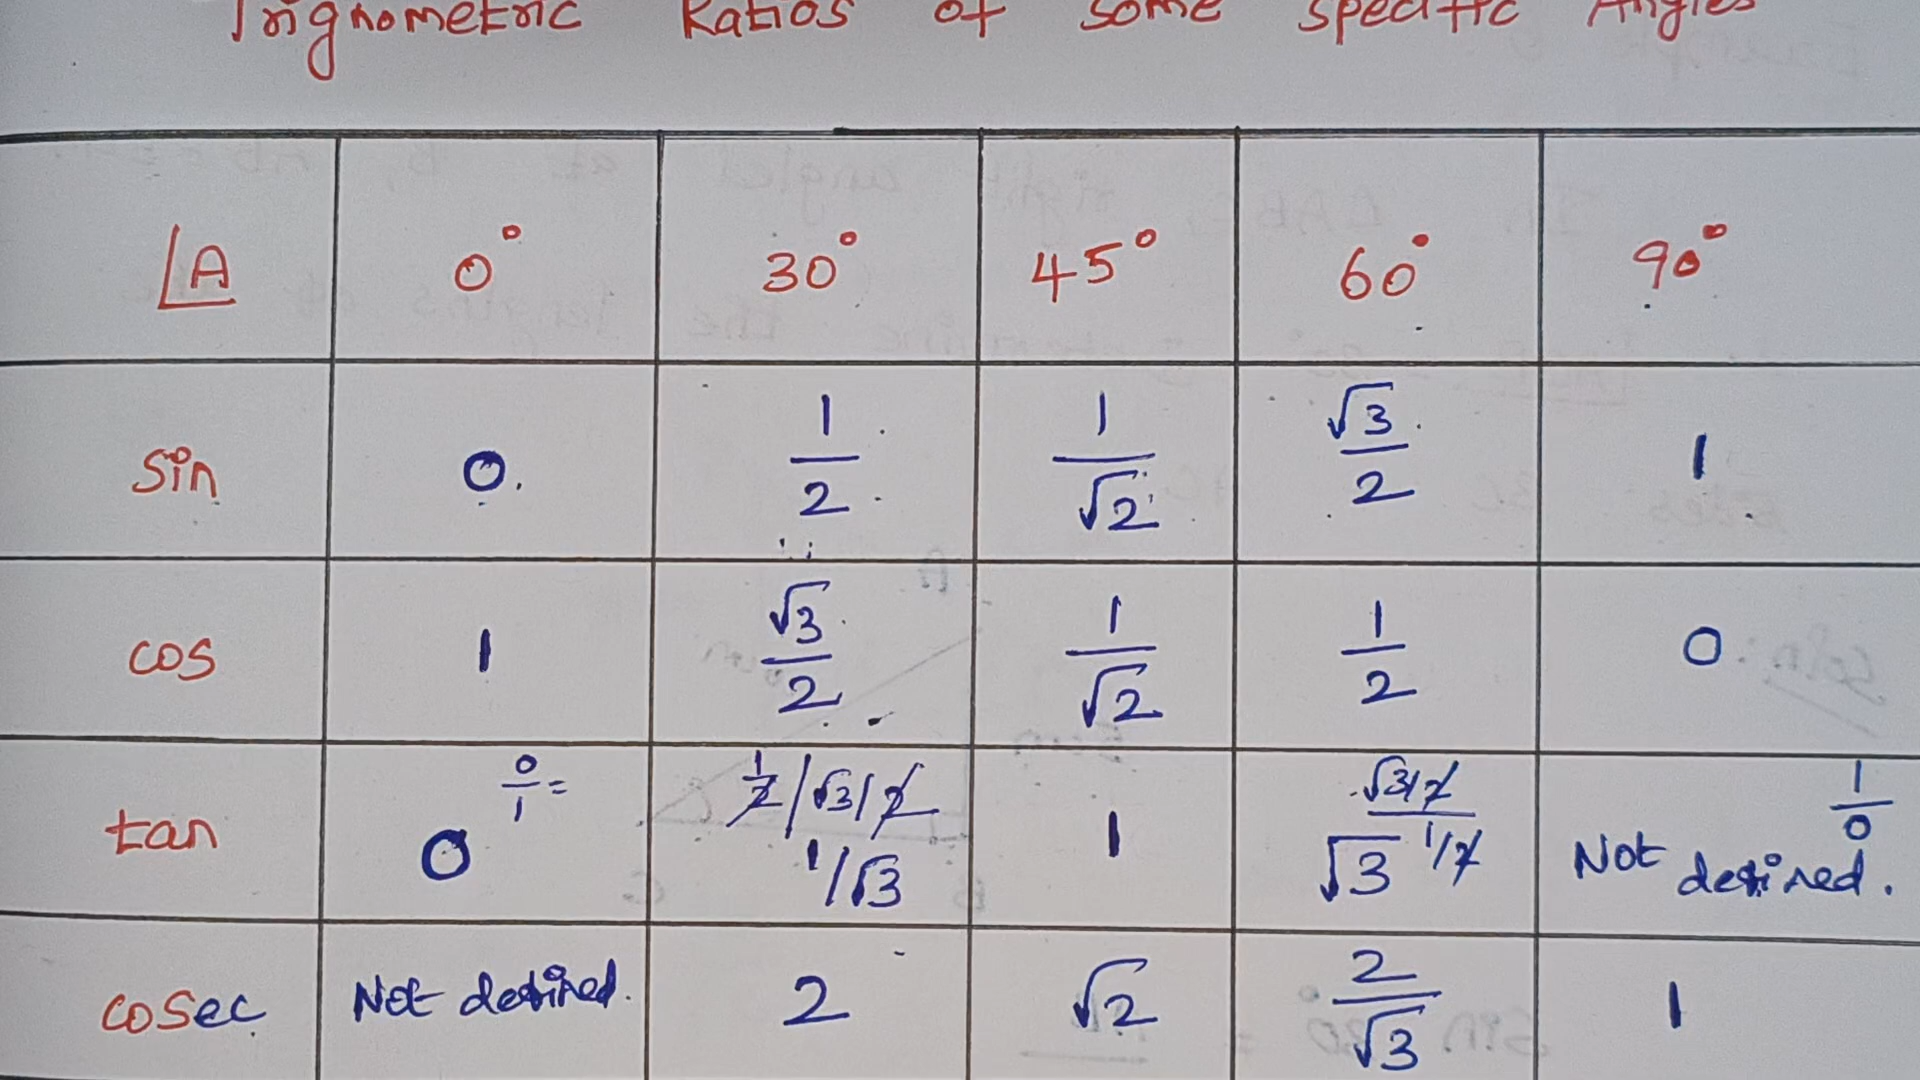 Trignometric Ratios of some specific Angles
∠A 0° 30° 45° 60° 90°
sin 0. 1/2 1/√2 √3/2 1
cos 1 √3/2 1/√2 1/2 0
tan 0 0/1 = 1/2/√3/2 1/√3 1 √3/2 / 1/2 √3 Not defined. 1/0
cosec Not defined. 2 √2 2/√3 1